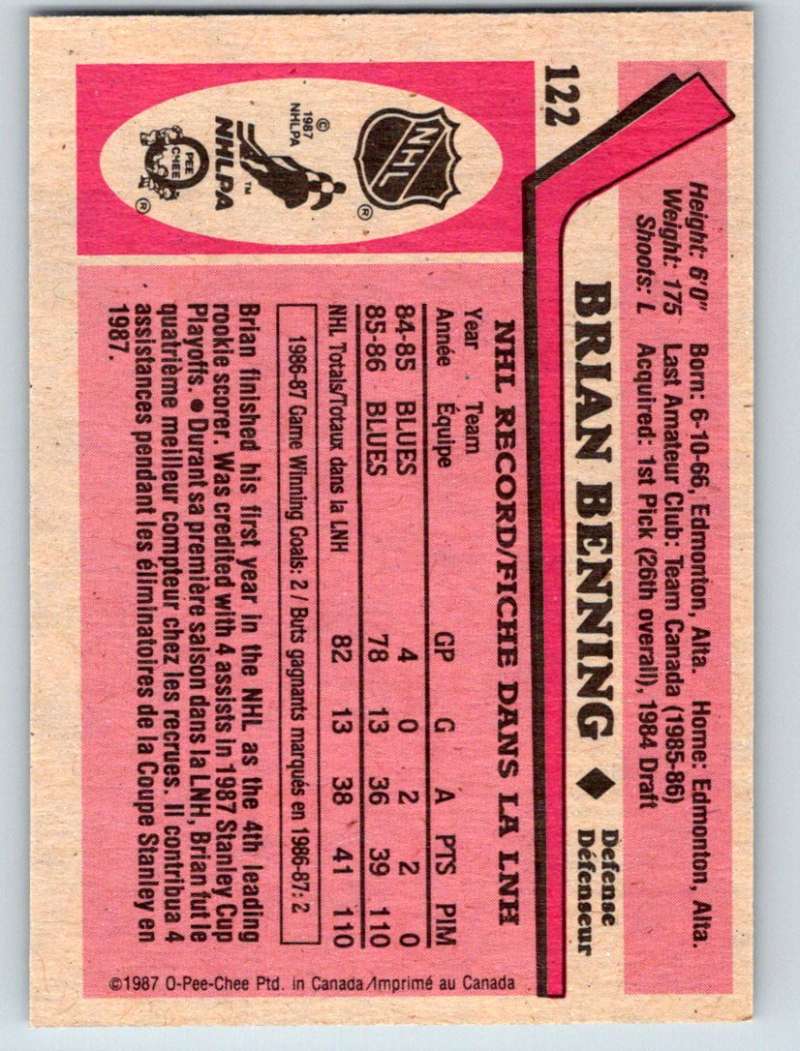 122
Height: 6'0" Born: 6-10-66, Edmonton, Alta. Home: Edmonton, Alta.
Weight: 175 Last Amateur Club: Team Canada (1985-86)
Shoots: L Acquired: 1st Pick (26th overall), 1984 Draft
BRIAN BENNING ◆ Defense
Défenseur
NHL
®
© 1987 NHLPA
™
NHLPA
O PEE CHEE
®
NHL RECORD/FICHE DANS LA LNH
Year Team
Année Équipe GP G A PTS PIM
84-85 BLUES 4 0 2 2 0
85-86 BLUES 78 13 36 39 110
NHL Totals/Totaux dans la LNH 82 13 38 41 110
1986-87 Game Winning Goals: 2 / Buts gagnants marqués en 1986-87: 2
Brian finished his first year in the NHL as the 4th leading
rookie scorer. Was credited with 4 assists in 1987 Stanley Cup
Playoffs. ● Durant sa première saison dans la LNH, Brian fut le
quatrième meilleur compteur chez les recrues. Il contribua 4
assistances pendant les éliminatoires de la Coupe Stanley en
1987.
©1987 O-Pee-Chee Ptd. in Canada/Imprimé au Canada